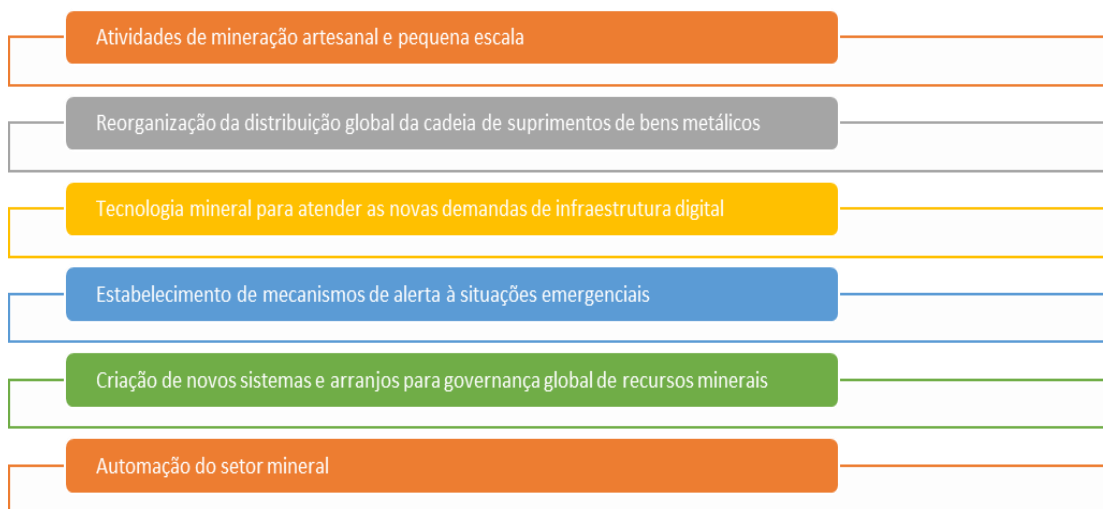 Atividades de mineração artesanal e pequena escala
Reorganização da distribuição global da cadeia de suprimentos de bens metálicos
Tecnologia mineral para atender as novas demandas de infraestrutura digital
Estabelecimento de mecanismos de alerta à situações emergenciais
Criação de novos sistemas e arranjos para governança global de recursos minerais
Automação do setor mineral